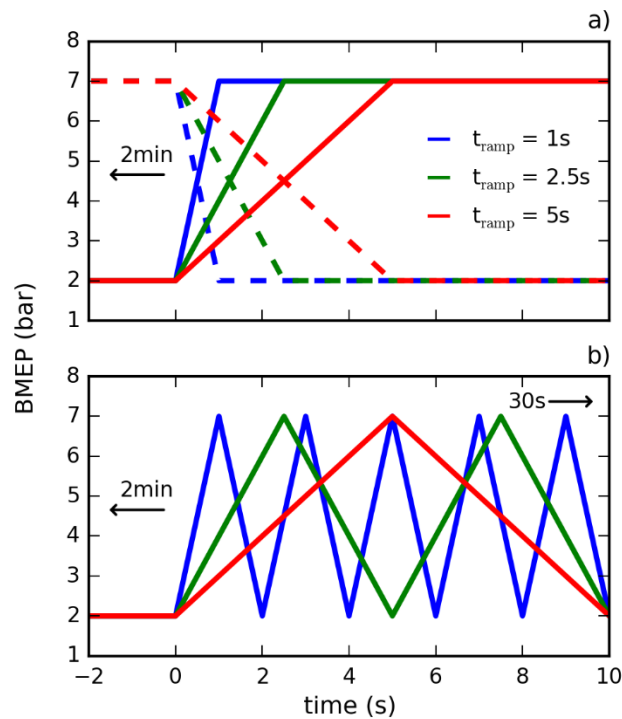 a)
8
7
6
5
4
3
2
1
2min
t_ramp = 1s
t_ramp = 2.5s
t_ramp = 5s
BMEP (bar)
b)
8
7
6
5
4
3
2
1
30s
2min
−2 0 2 4 6 8 10
time (s)